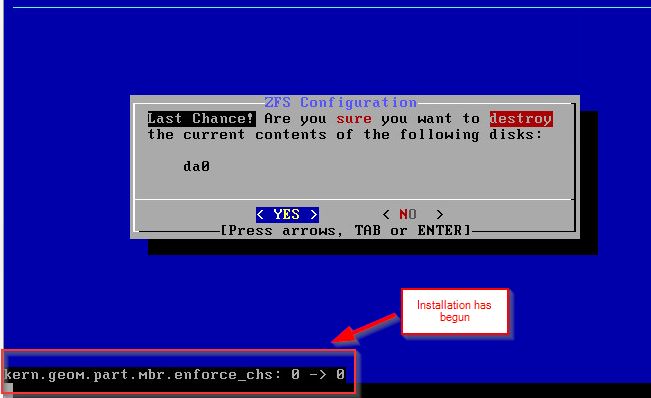 ZFS Configuration
Last Chance! Are you sure you want to destroy
the current contents of the following disks:
da0
< YES > < NO >
[Press arrows, TAB or ENTER]
Installation has
begun
kern.geom.part.mbr.enforce_chs: 0 -> 0